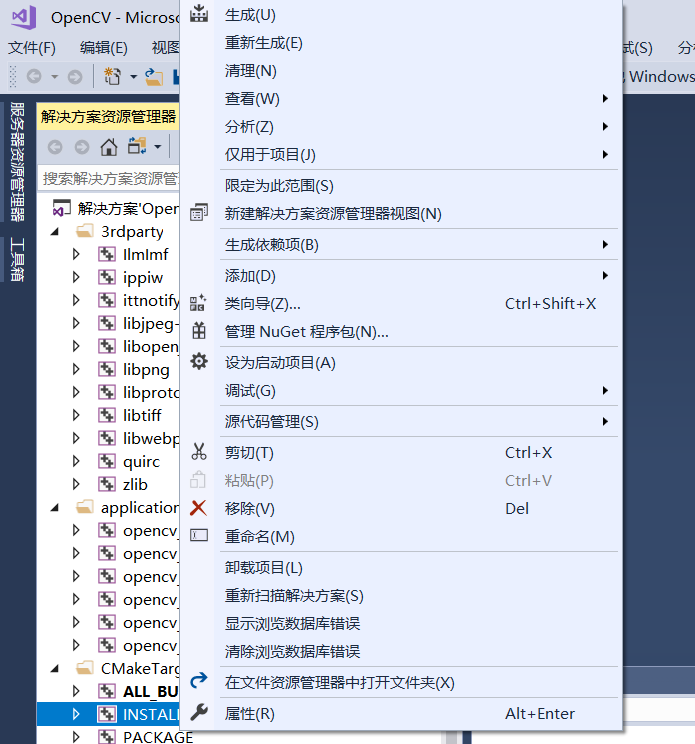 OpenCV - Microso
文件(F) 编辑(E) 视图
试(S) 分
Windows
服务器资源管理器
工具箱
解决方案资源管理器
搜索解决方案资源管
解决方案'Open
3rdparty
IlmImf
ippiw
ittnotify
libjpeg-
libopen
libpng
libproto
libtiff
libwebp
quirc
zlib
application
opencv_
opencv_
opencv_
opencv_
opencv_
opencv_
CMakeTarg
ALL_BU
INSTALL
PACKAGE
生成(U)
重新生成(E)
清理(N)
查看(W)
分析(Z)
仅用于项目(J)
限定为此范围(S)
新建解决方案资源管理器视图(N)
生成依赖项(B)
添加(D)
类向导(Z)... Ctrl+Shift+X
管理 NuGet 程序包(N)...
设为启动项目(A)
调试(G)
源代码管理(S)
剪切(T) Ctrl+X
粘贴(P) Ctrl+V
移除(V) Del
重命名(M)
卸载项目(L)
重新扫描解决方案(S)
显示浏览数据库错误
清除浏览数据库错误
在文件资源管理器中打开文件夹(X)
属性(R) Alt+Enter